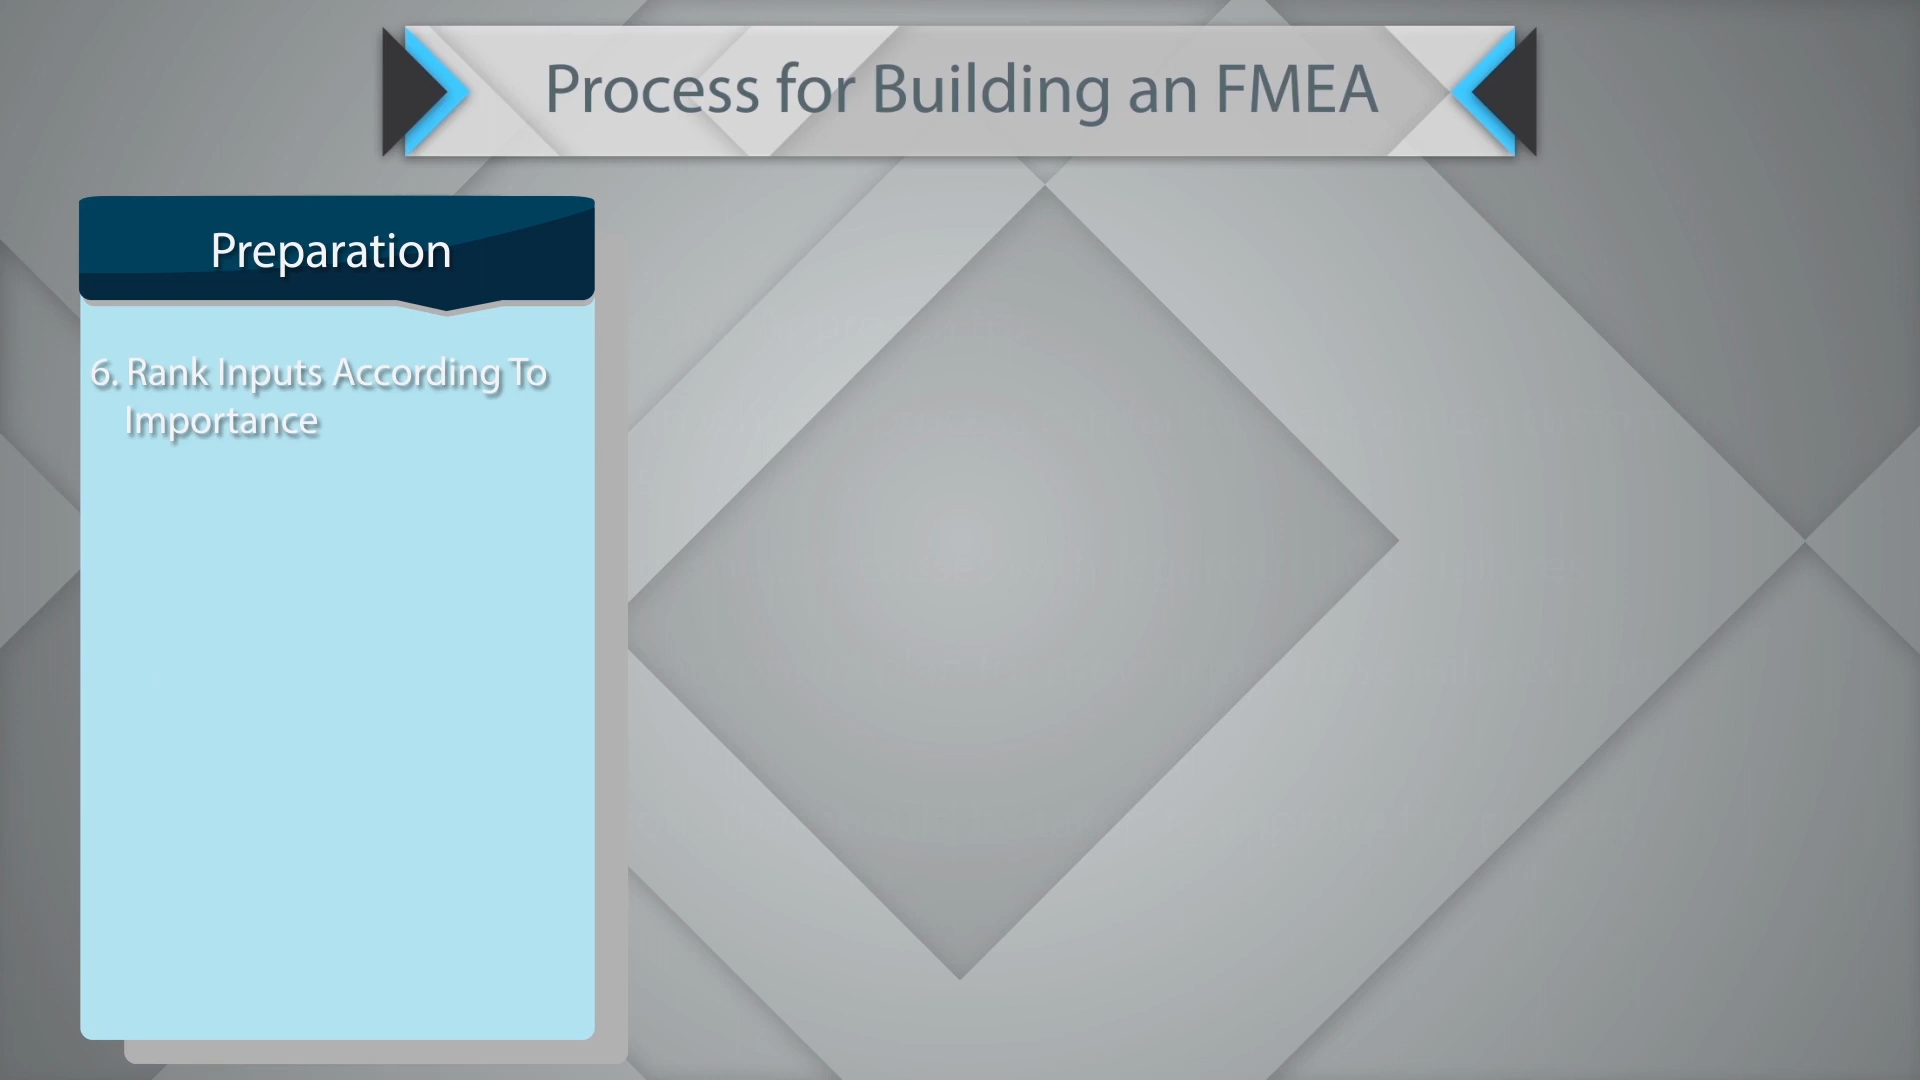 Process for Building an FMEA
Preparation
6. Rank Inputs According To
Importance